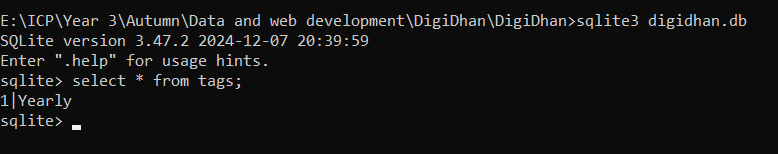 E:\ICP\Year 3\Autumn\Data and web development\DigiDhan\DigiDhan>sqlite3 digidhan.db
SQLite version 3.47.2 2024-12-07 20:39:59
Enter ".help" for usage hints.
sqlite> select * from tags;
1|Yearly
sqlite>